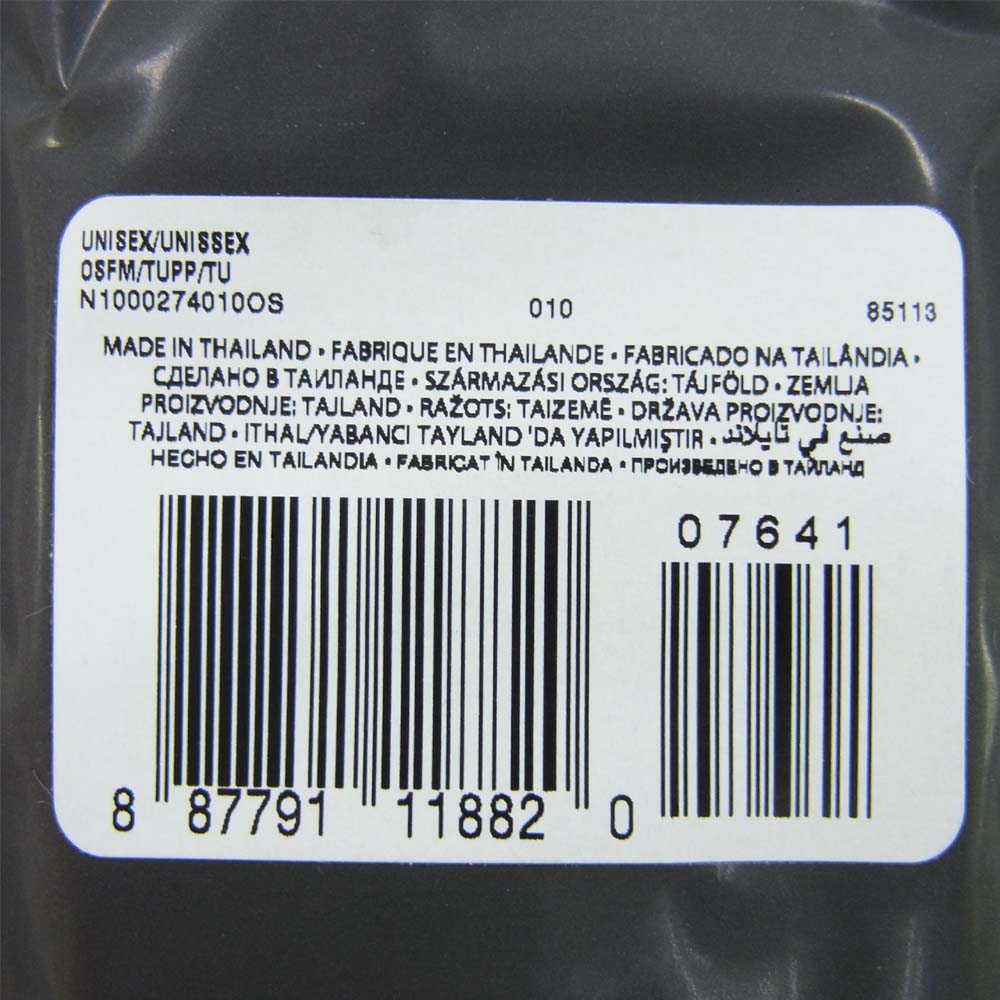 UNISEX/UNISSEX
OSFM/TUPP/TU
N1000274010OS 010 85113
MADE IN THAILAND • FABRIQUE EN THAILANDE • FABRICADO NA TAILÂNDIA •
СДЕЛАНО В ТАИЛАНДЕ • SZÁRMAZÁSI ORSZÁG: TÁJFÖLD • ZEMLJA
PROIZVODNJE: TAJLAND • RAŽOTS: TAIZEMĒ • DRŽAVA PROIZVODNJE:
TAJLAND • ITHAL/YABANCI TAYLAND 'DA YAPILMIŞTIR • صنع في تايلاند
HECHO EN TAILANDIA • FABRICAT ÎN TAILANDA • ПРОИЗВЕДЕНО В ТАЙЛАНД
07641
8 87791 11882 0